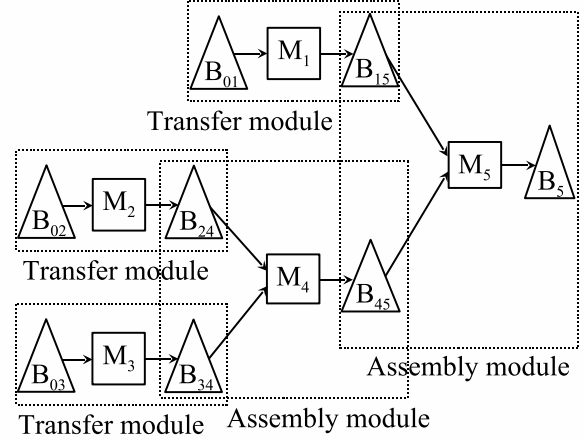 B01 M1 B15
Transfer module
M5 B5
B02 M2 B24
Transfer module
M4 B45
B03 M3 B34
Assembly module
Transfer module Assembly module